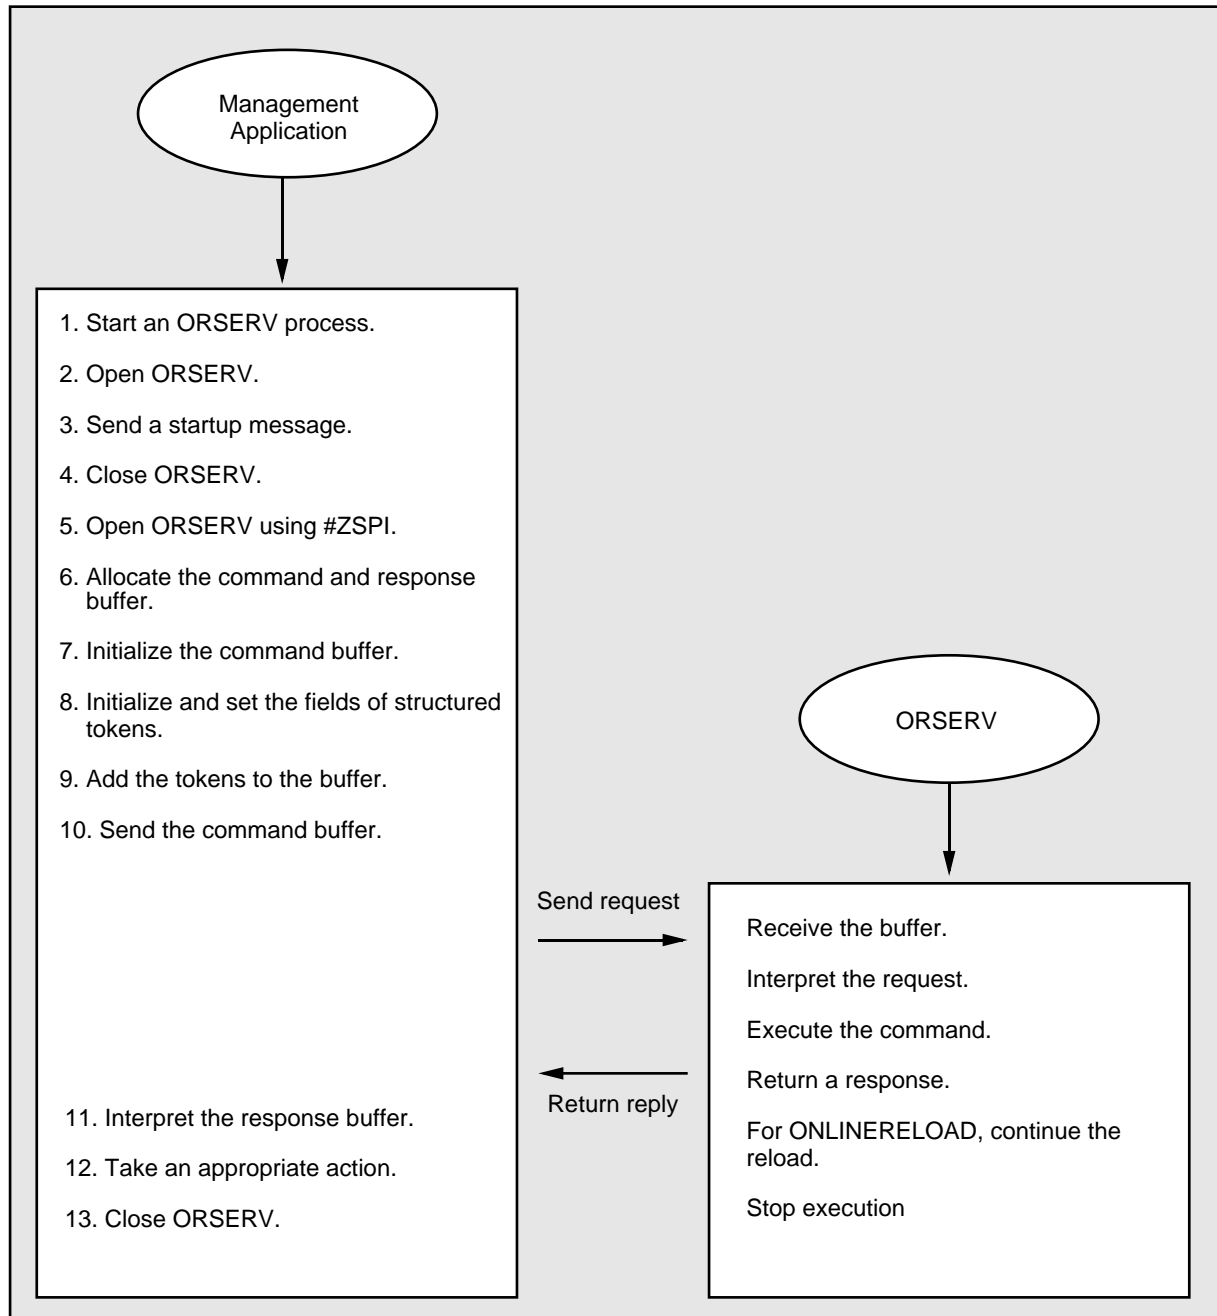 Management
Application
1. Start an ORSERV process.
2. Open ORSERV.
3. Send a startup message.
4. Close ORSERV.
5. Open ORSERV using #ZSPI.
6. Allocate the command and response
buffer.
7. Initialize the command buffer.
8. Initialize and set the fields of structured
tokens.
9. Add the tokens to the buffer.
10. Send the command buffer.
11. Interpret the response buffer.
12. Take an appropriate action.
13. Close ORSERV.
Send request
Return reply
ORSERV
Receive the buffer.
Interpret the request.
Execute the command.
Return a response.
For ONLINERELOAD, continue the
reload.
Stop execution